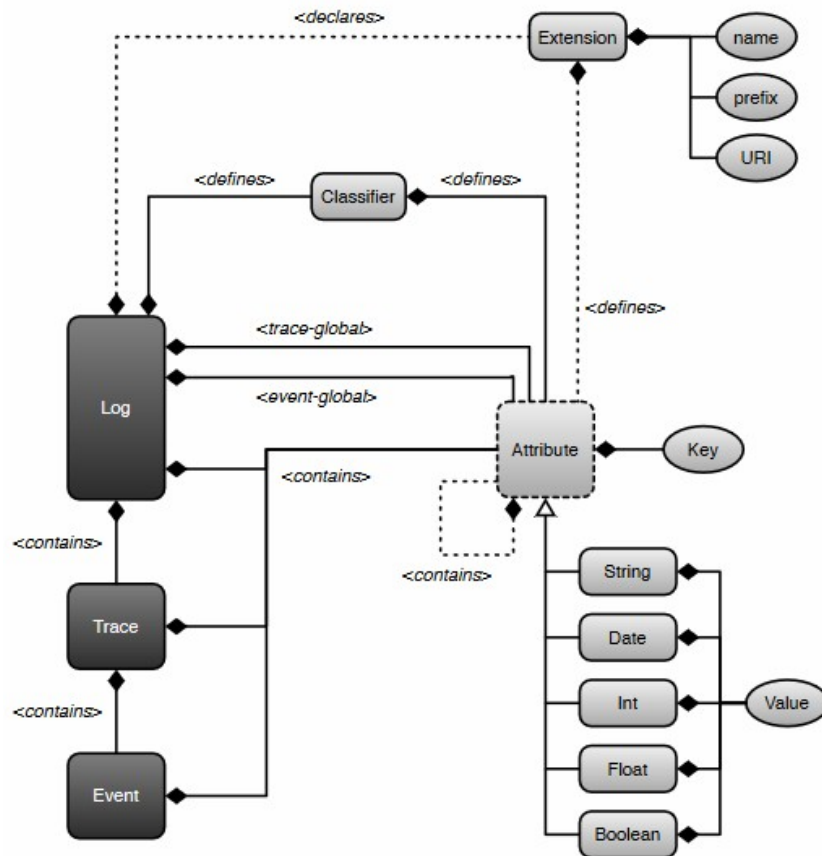 <declares>
Extension
name
prefix
URI
<defines>
Classifier
<defines>
<defines>
<trace-global>
Log
<event-global>
Attribute
Key
<contains>
<contains>
<contains>
String
Trace
Date
<contains>
Int
Value
Event
Float
Boolean